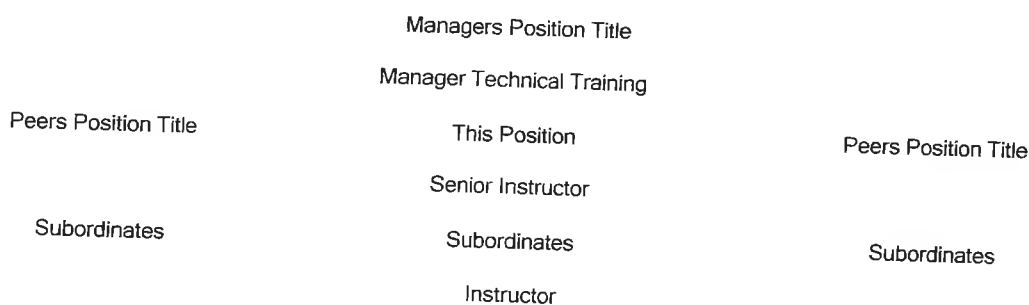 Managers Position Title
Manager Technical Training
Peers Position Title This Position Peers Position Title
Senior Instructor
Subordinates Subordinates Subordinates
Instructor